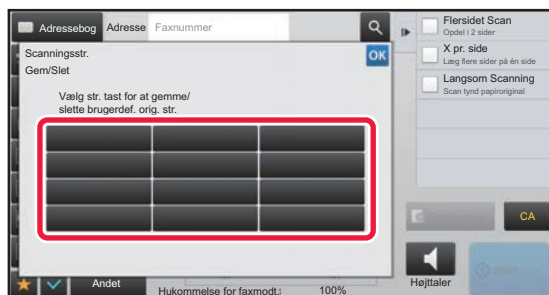 Adressebog
Adresse
Faxnummer
Scanningsstr.
Gem/Slet
OK
Vælg str. tast for at gemme/
slette brugerdef. orig. str.
Flersidet Scan
Opdel i 2 sider
X pr. side
Læg flere sider på én side
Langsom Scanning
Scan tynd papiroriginal
CA
Højttaler
Start
Andet
Hukommelse for faxmodt.:
100%